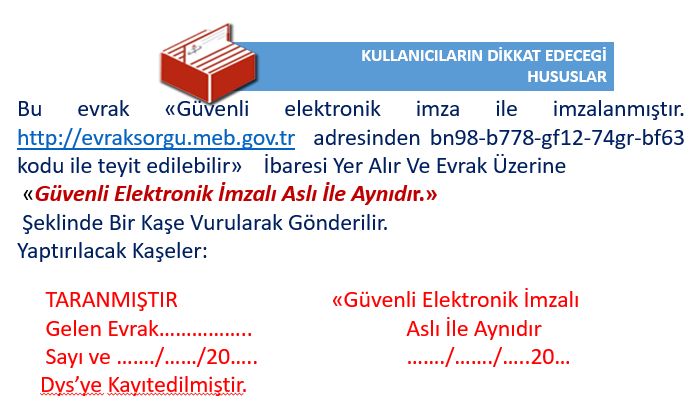 KULLANICILARIN DİKKAT EDECEGİ
HUSUSLAR
Bu evrak «Güvenli elektronik imza ile imzalanmıştır.
http://evraksorgu.meb.gov.tr adresinden bn98-b778-gf12-74gr-bf63
kodu ile teyit edilebilir» İbaresi Yer Alır Ve Evrak Üzerine
«Güvenli Elektronik İmzalı Aslı İle Aynıdır.»
Şeklinde Bir Kaşe Vurularak Gönderilir.
Yaptırılacak Kaşeler:
TARANMIŞTIR «Güvenli Elektronik İmzalı
Gelen Evrak…………….. Aslı İle Aynıdır
Sayı ve ……./……/20….. ……./……./…..20…
Dys’ye Kayıtedilmiştir.